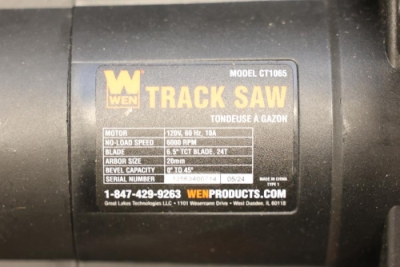 MODEL CT1065
WEN
TRACK SAW
TONDEUSE À GAZON
MOTOR 120V, 60 Hz, 10A
NO-LOAD SPEED 6000 RPM
BLADE 6.5" TCT BLADE, 24T
ARBOR SIZE 20mm
BEVEL CAPACITY 0° TO 45°
SERIAL NUMBER 05/24
MADE IN CHINA
TYPE 1
1-847-429-9263 WENPRODUCTS.COM
Great Lakes Technologies LLC - 1101 Wesemann Drive - West Dundee, IL 60118